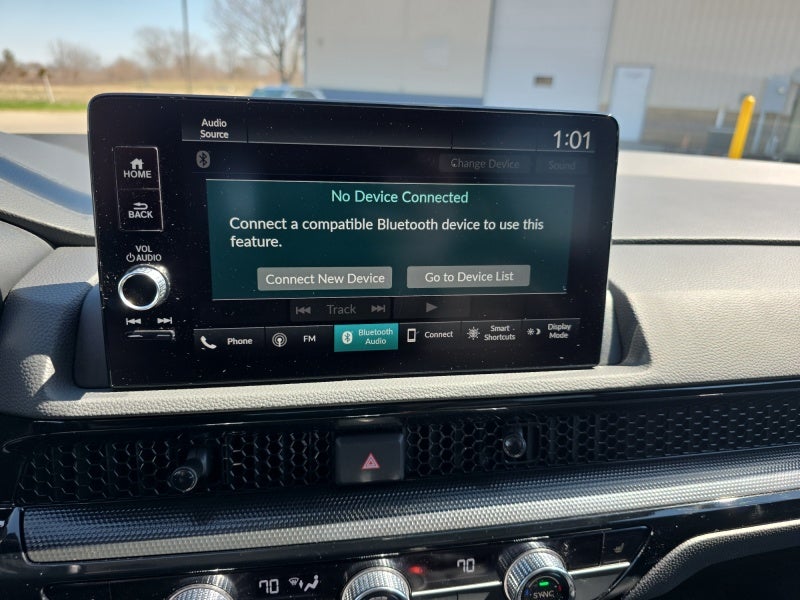 Audio
Source
1:01
Change Device
Sound
HOME
BACK
VOL
AUDIO
No Device Connected
Connect a compatible Bluetooth device to use this
feature.
Connect New Device
Go to Device List
Track
Phone
FM
Bluetooth
Audio
Connect
Smart
Shortcuts
Display
Mode
70
70
SYNC